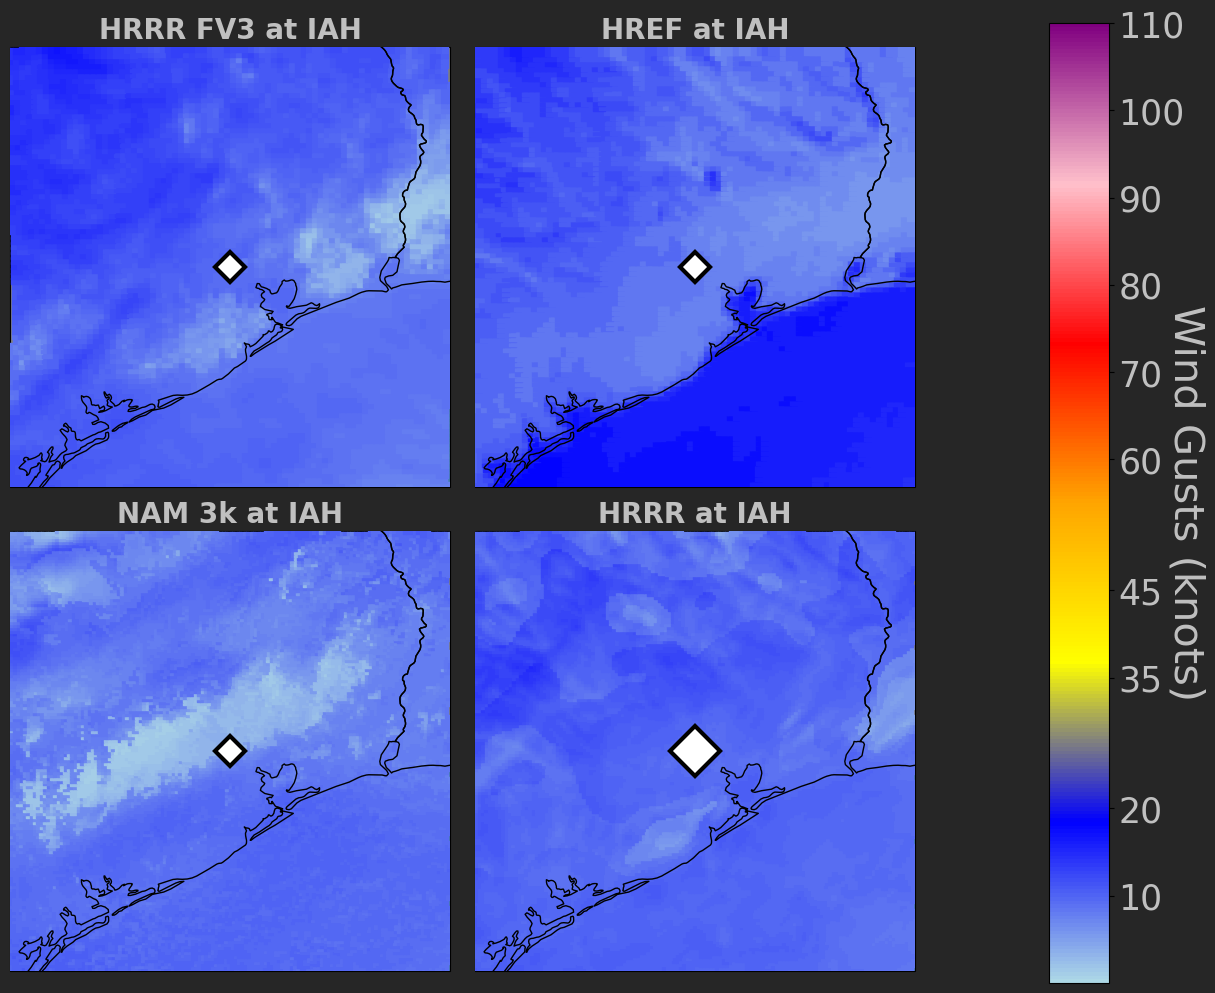 HRRR FV3 at IAH
HREF at IAH
NAM 3k at IAH
HRRR at IAH
110
100
90
80
70
60
45
35
20
10
Wind Gusts (knots)